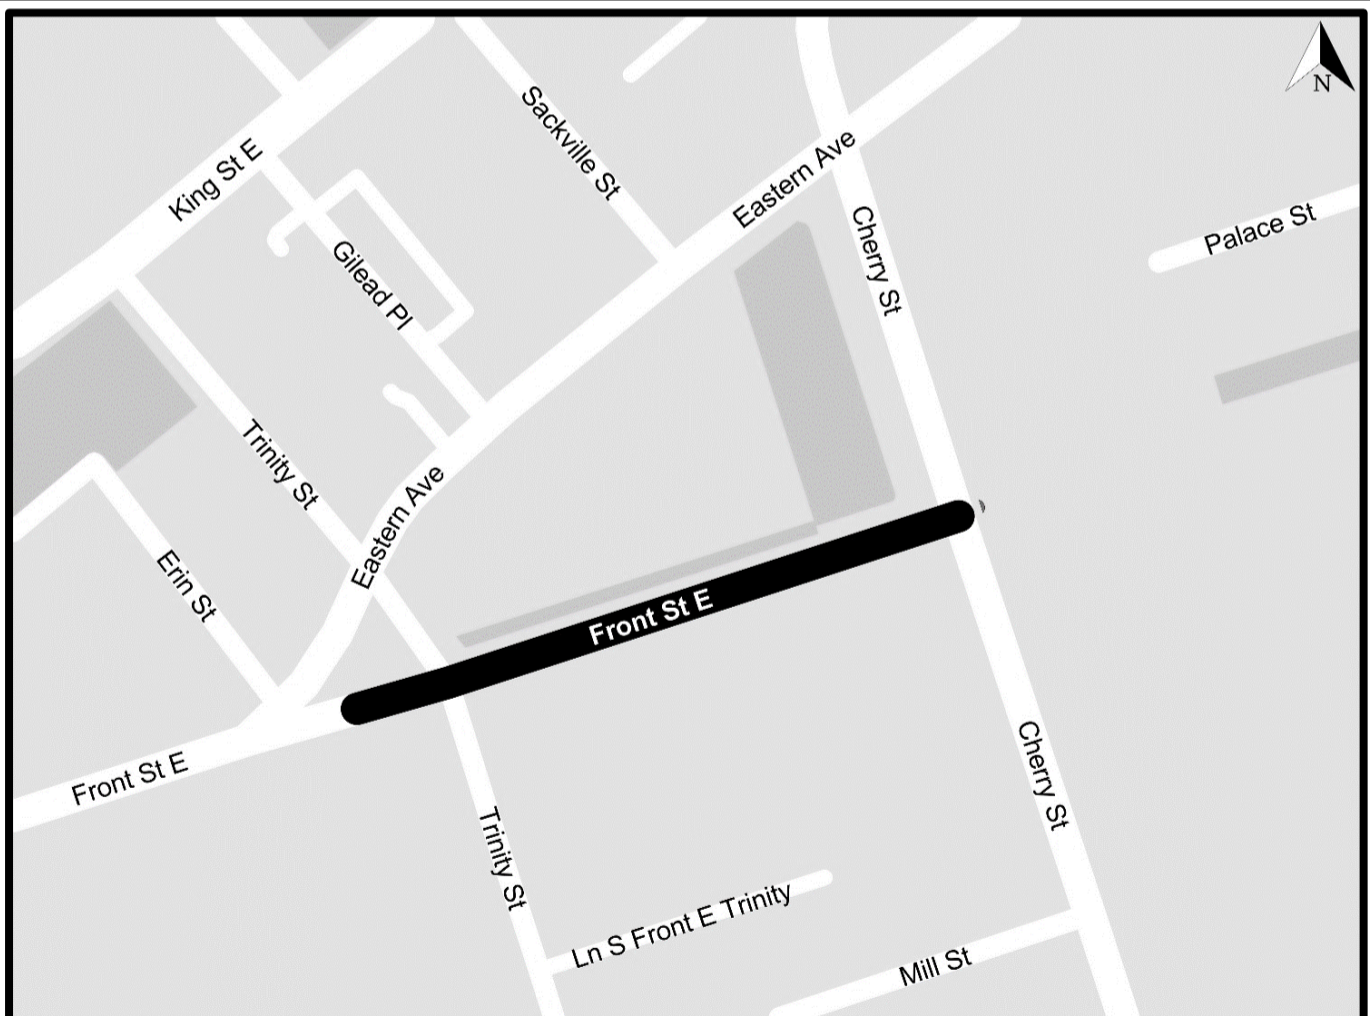 N
Sackville St
King St E
Eastern Ave
Cherry St
Palace St
Gilead Pl
Trinity St
Eastern Ave
Erin St
Front St E
Front St E
Cherry St
Trinity St
Ln S Front E Trinity
Mill St